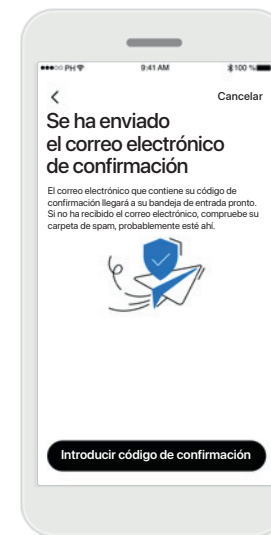 ●●●○○ PH 9:41 AM 100 %
Cancelar
Se ha enviado
el correo electrónico
de confirmación
El correo electrónico que contiene su código de
confirmación llegará a su bandeja de entrada pronto.
Si no ha recibido el correo electrónico, compruebe su
carpeta de spam, probablemente esté ahí.
Introducir código de confirmación